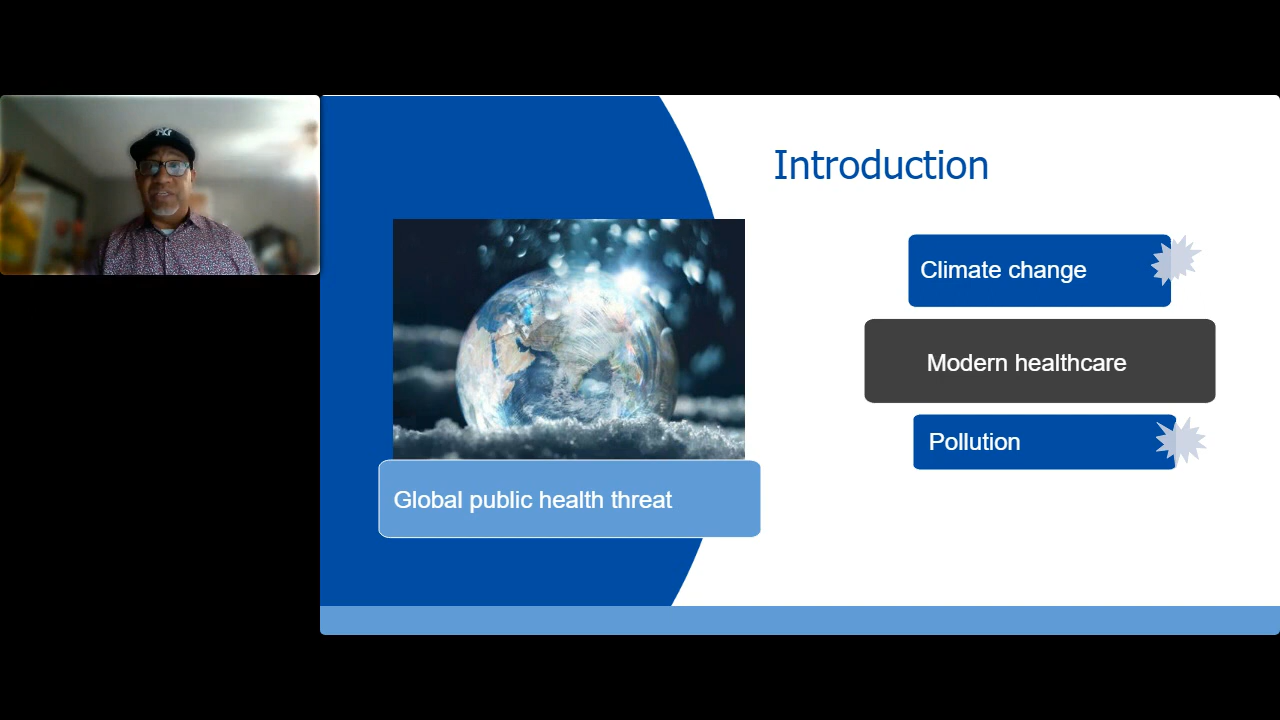 Introduction
Climate change
Modern healthcare
Pollution
Global public health threat